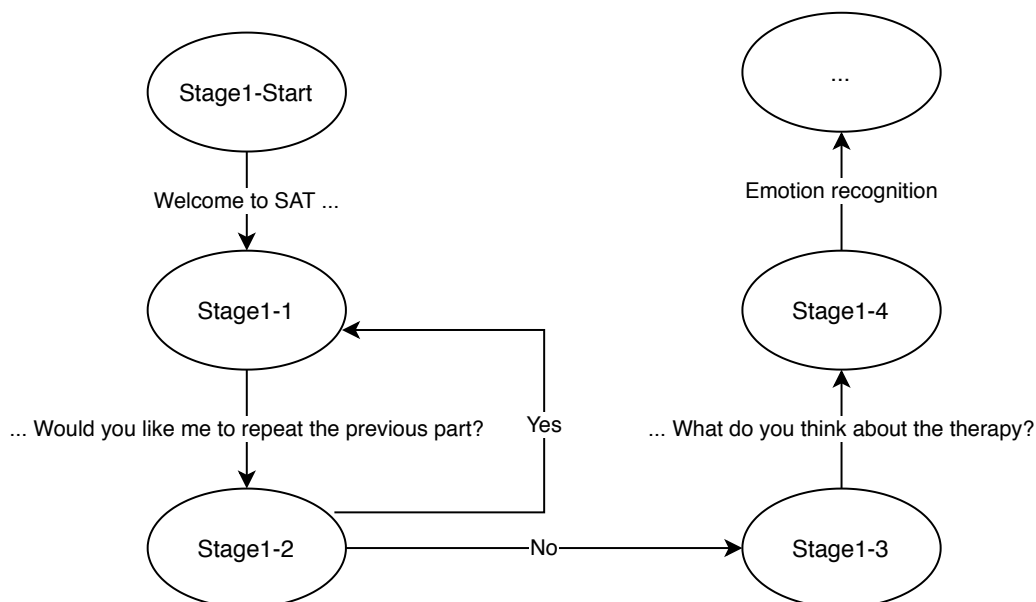 Stage1-Start
Welcome to SAT ...
Stage1-1
... Would you like me to repeat the previous part?
Yes
Stage1-2
No
Stage1-3
... What do you think about the therapy?
Stage1-4
Emotion recognition
...